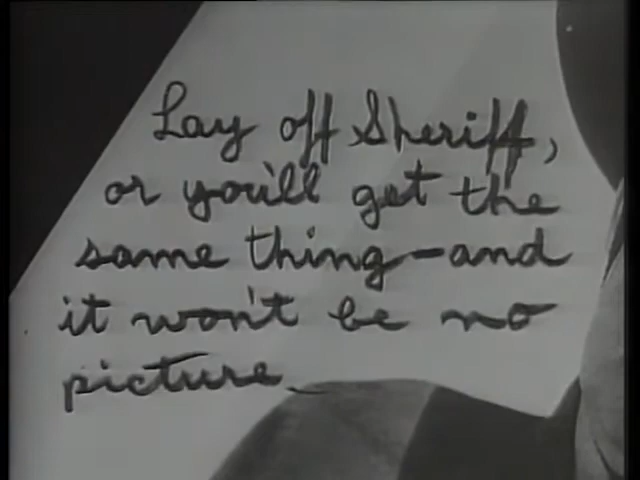 Lay off Sheriff,
or you'll get the
same thing—and
it won't be no
picture.